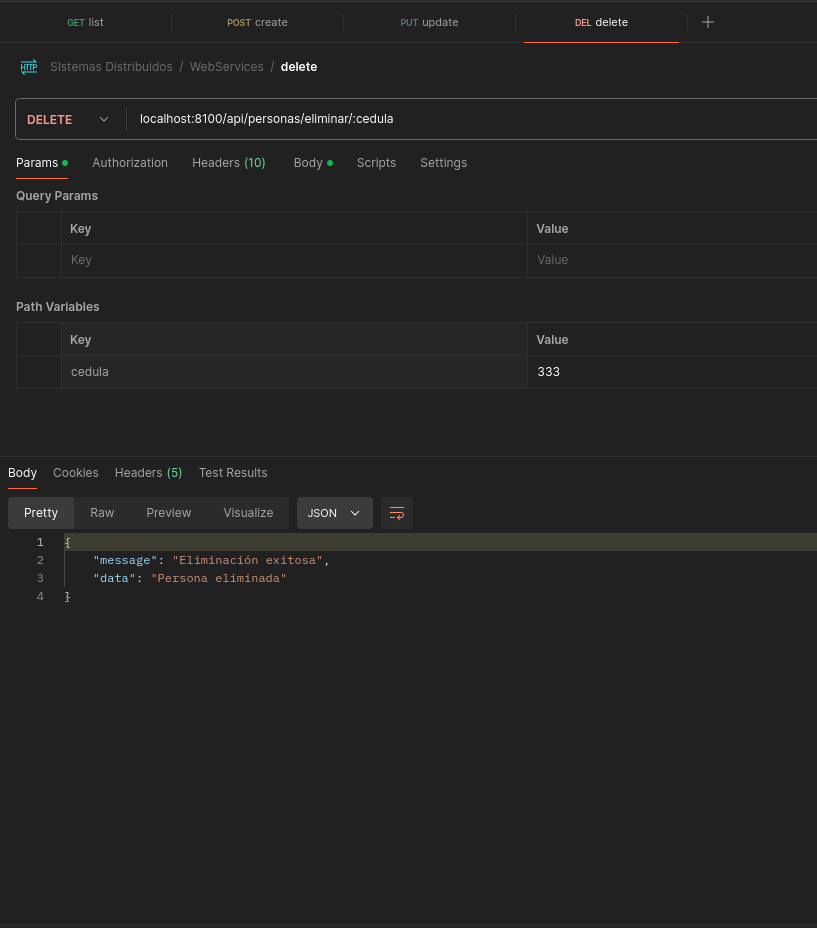 GET list POST create PUT update DEL delete
HTTP SIstemas Distribuidos / WebServices / delete
DELETE localhost:8100/api/personas/eliminar/:cedula
Params Authorization Headers (10) Body Scripts Settings
Query Params
Key Value
Key Value
Path Variables
Key Value
cedula 333
Body Cookies Headers (5) Test Results
Pretty Raw Preview Visualize JSON
1 {
2 "message": "Eliminación exitosa",
3 "data": "Persona eliminada"
4 }